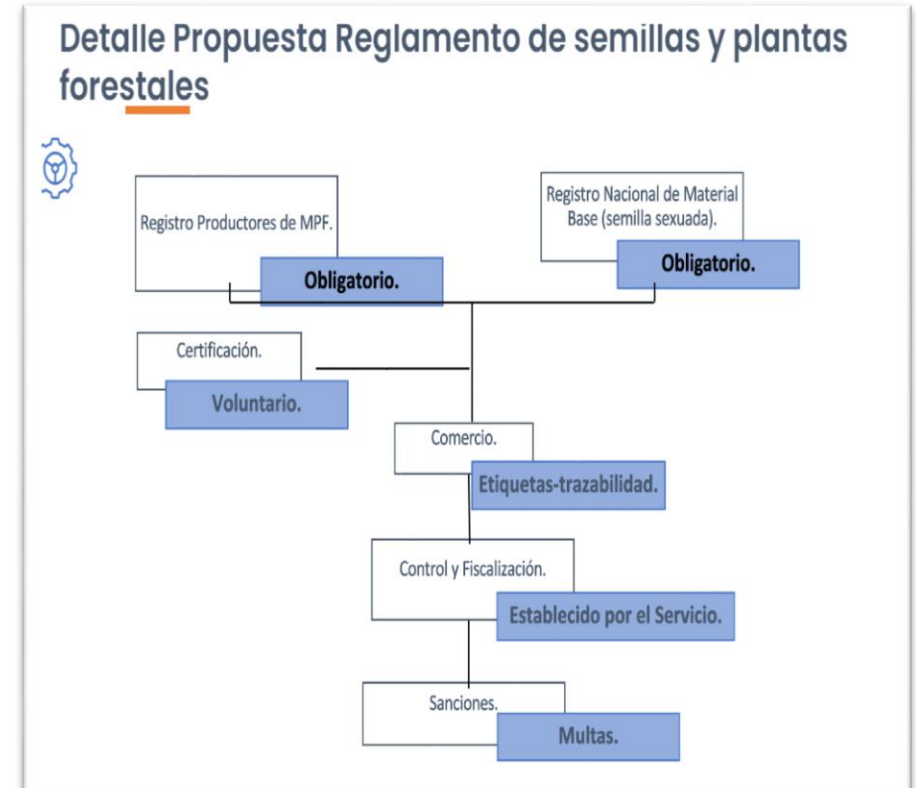 Detalle Propuesta Reglamento de semillas y plantas
forestales
Registro Productores de MPF.
Obligatorio.
Registro Nacional de Material
Base (semilla sexuada).
Obligatorio.
Certificación.
Voluntario.
Comercio.
Etiquetas-trazabilidad.
Control y Fiscalización.
Establecido por el Servicio.
Sanciones.
Multas.